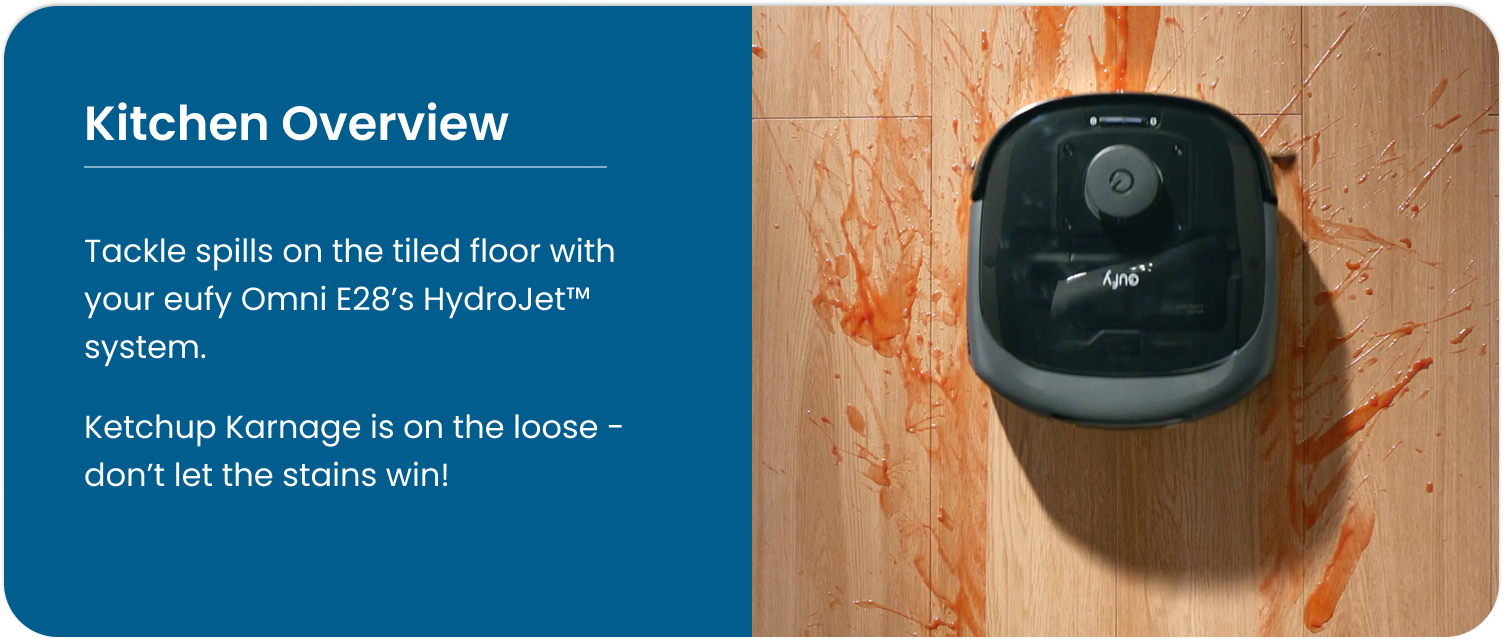 Kitchen Overview
Tackle spills on the tiled floor with
your eufy Omni E28’s HydroJet™
system.
Ketchup Karnage is on the loose -
don’t let the stains win!
eufy